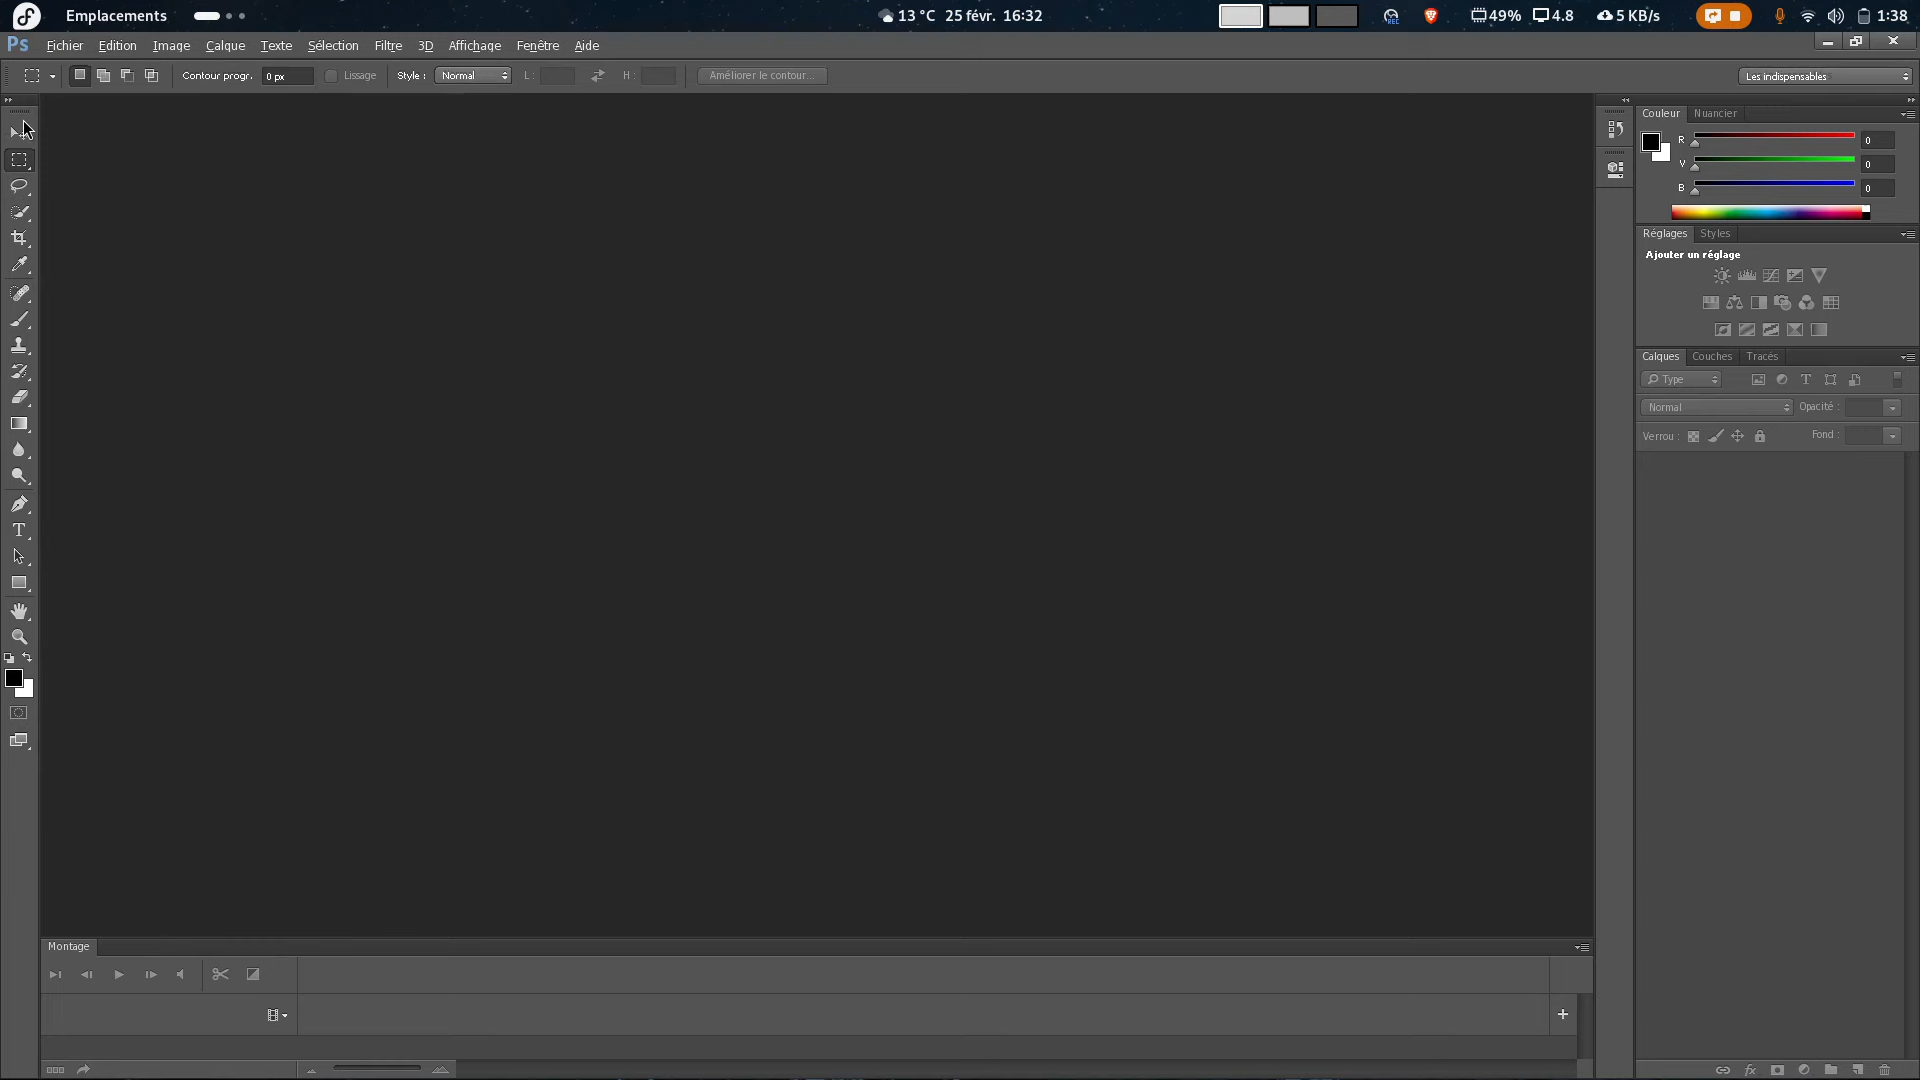 Emplacements
13 °C 25 févr. 16:32
REC
49% 4.8 5 KB/s 1:38
Ps Fichier Edition Image Calque Texte Sélection Filtre 3D Affichage Fenêtre Aide
Contour progr. 0 px Lissage Style : Normal L : H : Améliorer le contour... Les indispensables
Couleur Nuancier
R 0
V 0
B 0
Réglages Styles
Ajouter un réglage
Calques Couches Tracés
Type
Normal Opacité :
Verrou : Fond :
Montage